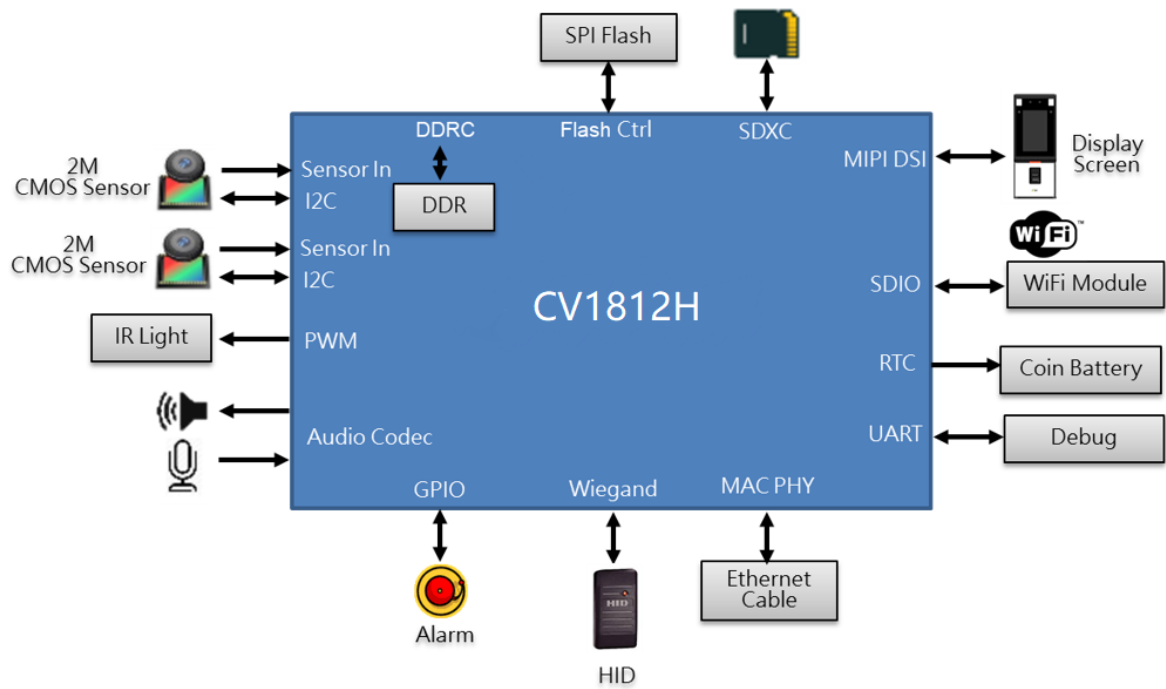 SPI Flash
DDRC
Flash Ctrl
SDXC
2M
CMOS Sensor
Sensor In
I2C
DDR
MIPI DSI
Display
Screen
WiFi™
2M
CMOS Sensor
Sensor In
I2C
CV1812H
SDIO
WiFi Module
IR Light
PWM
RTC
Coin Battery
Audio Codec
UART
Debug
GPIO
Wiegand
MAC PHY
Alarm
HID
HID
Ethernet
Cable